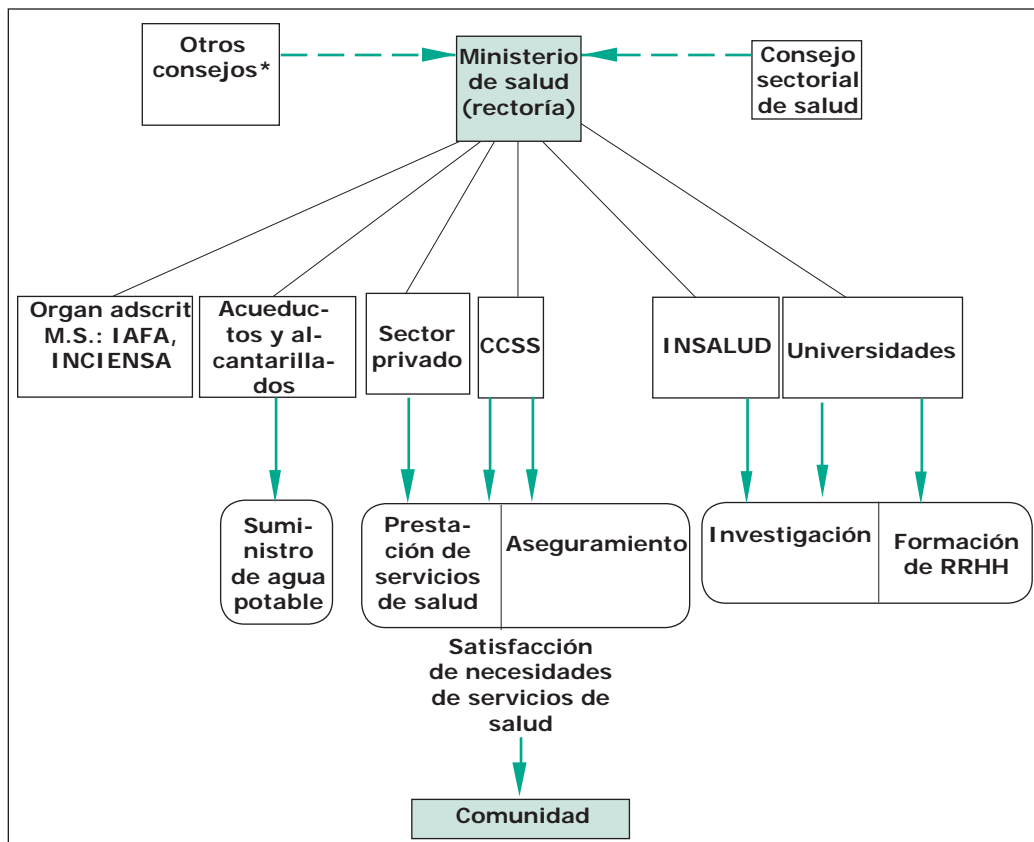 Otros
consejos*
Ministerio
de salud
(rectoría)
Consejo
sectorial
de salud
Organ adscrit
M.S.: IAFA,
INCIENSA
Acueduc-
tos y al-
cantarilla-
dos
Sector
privado
CCSS
INSALUD
Universidades
Sumi-
nistro
de agua
potable
Presta-
ción de
servicios
de salud
Aseguramiento
Investigación
Formación
de RRHH
Satisfacción
de necesidades
de servicios de
salud
Comunidad